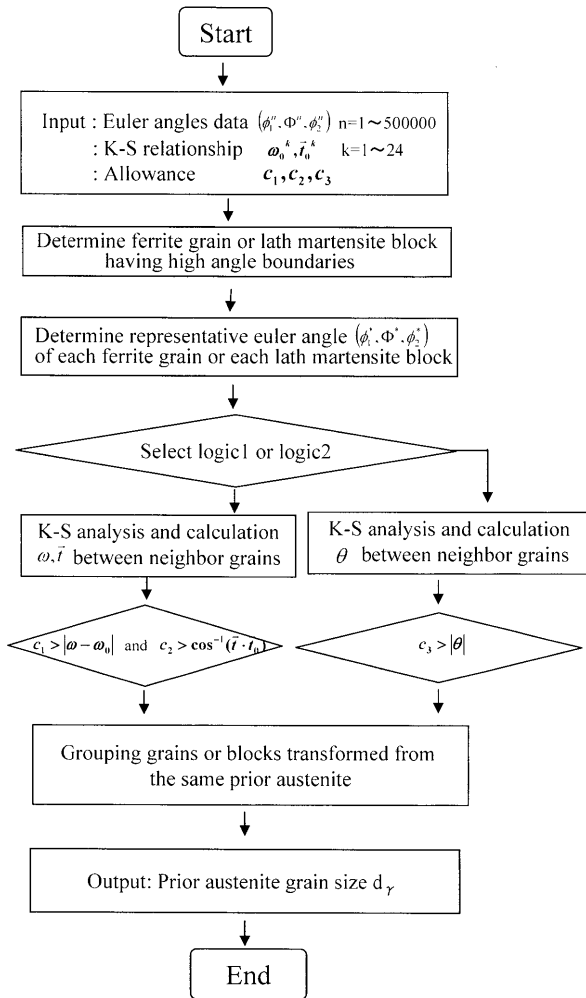 Start
Input : Euler angles data (ϕ₁ⁿ, Φⁿ, ϕ₂ⁿ) n=1~500000
: K-S relationship ω₀ᵏ, t⃗₀ᵏ k=1~24
: Allowance c₁, c₂, c₃
Determine ferrite grain or lath martensite block
having high angle boundaries
Determine representative euler angle (ϕ₁*, Φ*, ϕ₂*)
of each ferrite grain or each lath martensite block
Select logic1 or logic2
K-S analysis and calculation
ω, t⃗ between neighbor grains
K-S analysis and calculation
θ between neighbor grains
c₁ > |ω − ω₀| and c₂ > cos⁻¹(t⃗ · t₀)
c₃ > |θ|
Grouping grains or blocks transformed from
the same prior austenite
Output: Prior austenite grain size d γ
End